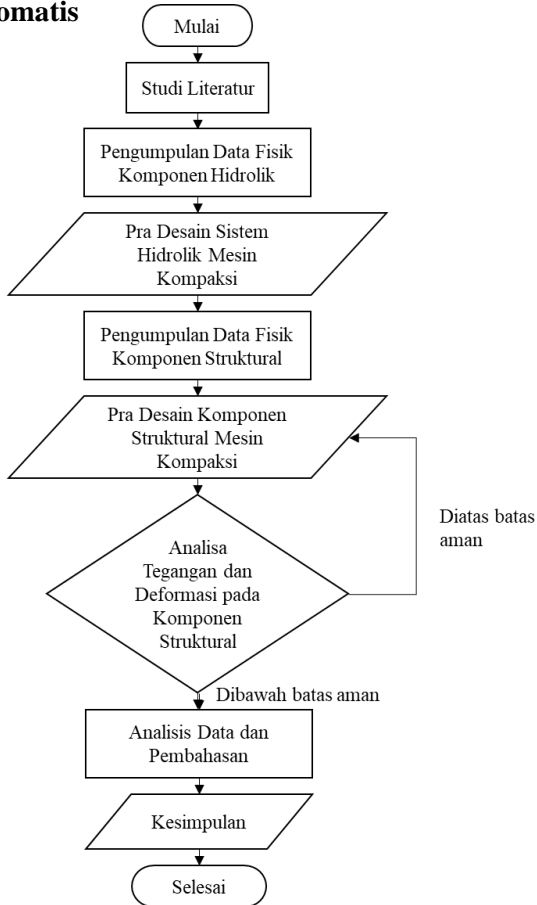 omatis
Mulai
Studi Literatur
Pengumpulan Data Fisik
Komponen Hidrolik
Pra Desain Sistem
Hidrolik Mesin
Kompaksi
Pengumpulan Data Fisik
Komponen Struktural
Pra Desain Komponen
Struktural Mesin
Kompaksi
Diatas batas
aman
Analisa
Tegangan dan
Deformasi pada
Komponen
Struktural
Dibawah batas aman
Analisis Data dan
Pembahasan
Kesimpulan
Selesai